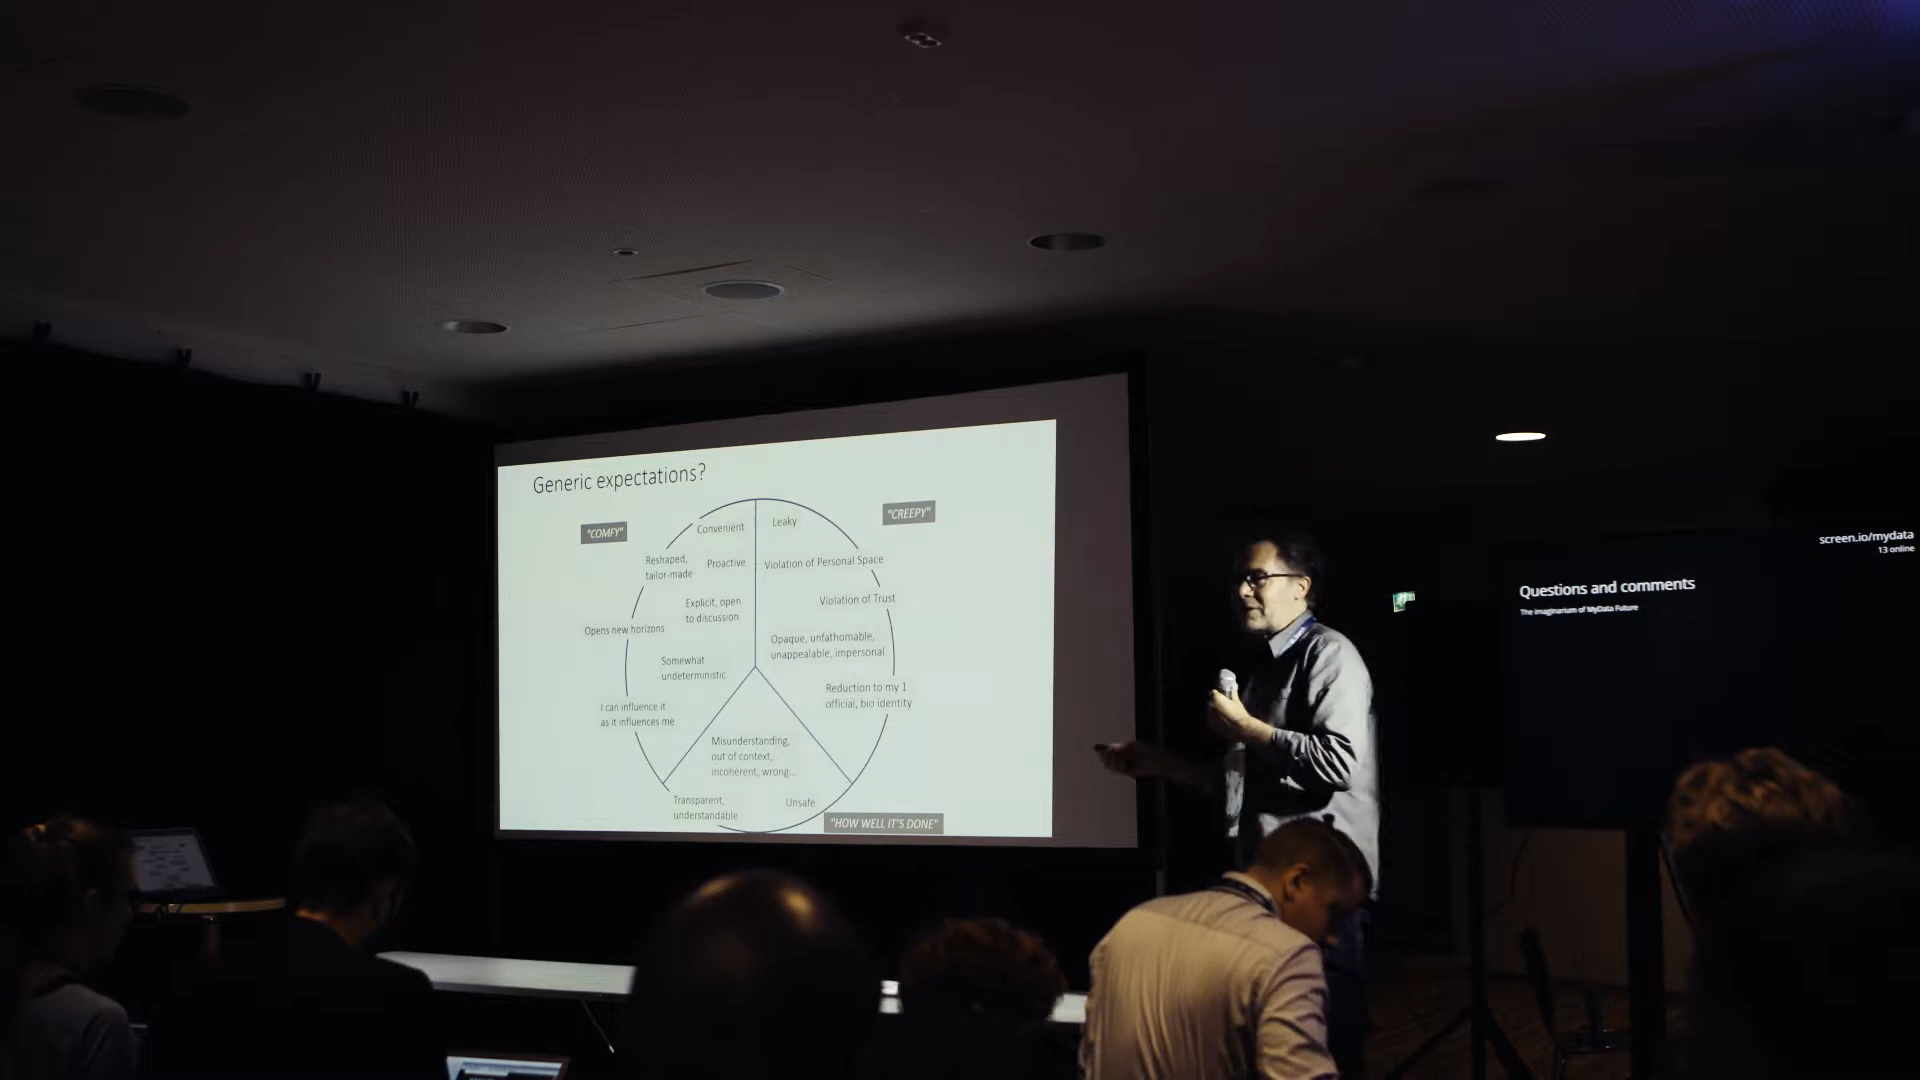 Generic expectations?
"COMFY"
"CREEPY"
Convenient
Leaky
Reshaped,
tailor-made
Proactive
Violation of Personal Space
Explicit, open
to discussion
Violation of Trust
Opens new horizons
Opaque, unfathomable,
unappealable, impersonal
Somewhat
undeterministic
Reduction to my 1
official, bio identity
I can influence it
as it influences me
Misunderstanding,
out of context,
incoherent, wrong...
Transparent,
understandable
Unsafe
"HOW WELL IT'S DONE"
screen.io/mydata
13 online
Questions and comments
The imaginarium of MyData Future